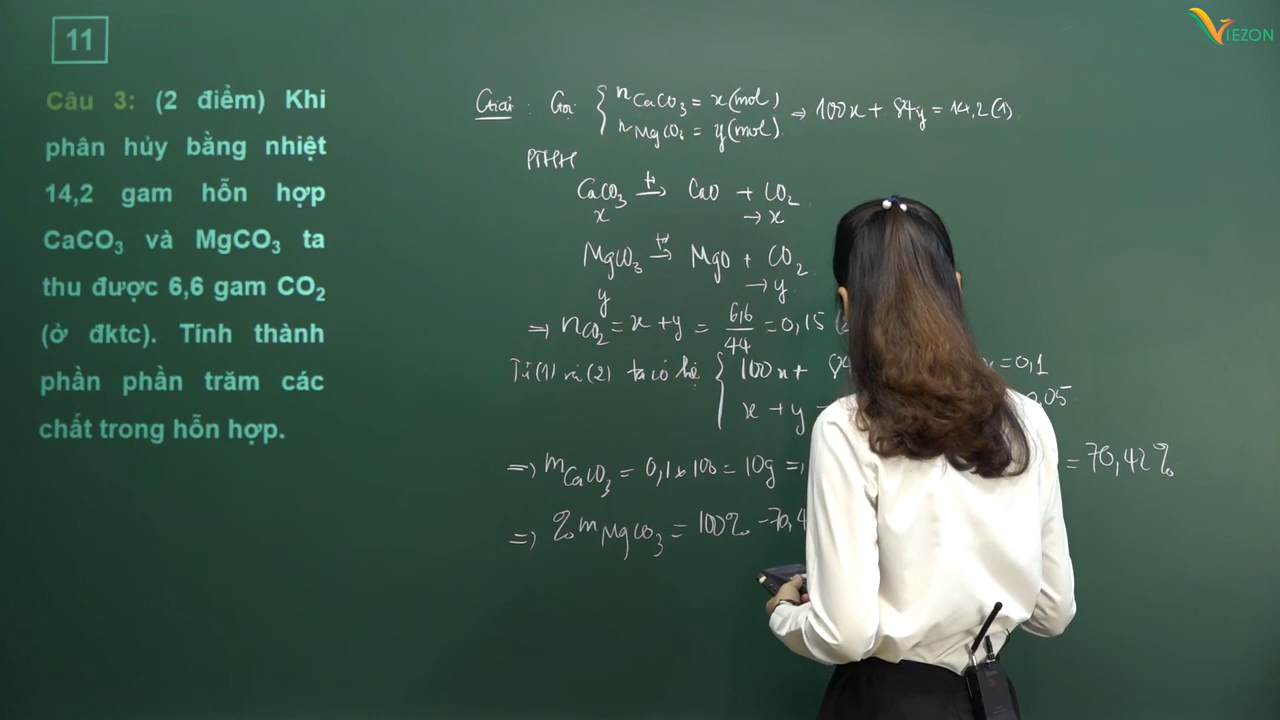 11
VIEZON
Câu 3: (2 điểm) Khi
phân hủy bằng nhiệt
14,2 gam hỗn hợp
CaCO₃ và MgCO₃ ta
thu được 6,6 gam CO₂
(ở đktc). Tính thành
phần phần trăm các
chất trong hỗn hợp.
Giải: Gọi { nCaCO₃ = x (mol)
nMgCO₃ = y (mol)
⇒ 100x + 84y = 14,2 (1)
PTHH
CaCO₃ →t° CaO + CO₂
x → x
MgCO₃ →t° MgO + CO₂
y → y
⇒ nCO₂ = x + y = 6,6/44 = 0,15
Từ (1) và (2) ta có hệ { 100x + 84 x = 0,1
x + y 0,05
⇒ mCaCO₃ = 0,1 x 100 = 10g ⇒ = 70,42%
⇒ %mMgCO₃ = 100% - 70,4